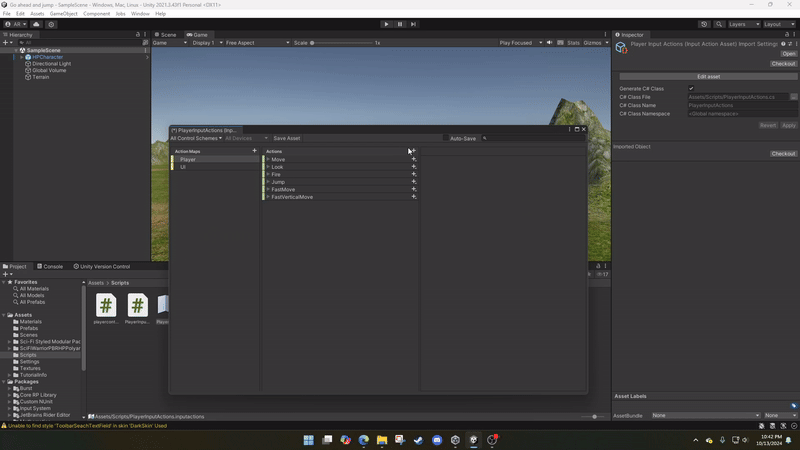 Go ahead and jump - SampleScene - Windows, Mac, Linux - Unity 2021.3.43f1 Personal <DX11>
File Edit Assets GameObject Component Jobs Window Help
All
Layers Layout
Hierarchy
All
SampleScene
HPCharacter
Directional Light
Global Volume
Terrain
Scene Game
Game Display 1 Free Aspect Scale 1x Play Focused Stats Gizmos
(*) PlayerInputActions (Inp...
All Control Schemes All Devices Save Asset Auto-Save
Action Maps
Player
UI
Actions
Move
Look
Fire
Jump
FastMove
FastVerticalMove
Inspector
Player Input Actions (Input Action Asset) Import Settings
Open
Checkout
Edit asset
Generate C# Class
C# Class File Assets/Scripts/PlayerInputActions.cs
C# Class Name PlayerInputActions
C# Class Namespace <Global namespace>
Revert Apply
Imported Object
Checkout
Asset Labels
AssetBundle None None
Project Console Unity Version Control
17
Favorites
All Materials
All Models
All Prefabs
Assets
Materials
Prefabs
Scenes
Sci-Fi Styled Modular Pac
SciFiWarriorPBRHPPolyar
Scripts
Settings
Textures
TutorialInfo
Packages
Burst
Core RP Library
Custom NUnit
Input System
JetBrains Rider Editor
Assets > Scripts
playercont...
PlayerInpu...
Assets/Scripts/PlayerInputActions.inputactions
Unable to find style 'ToolbarSeachTextField' in skin 'DarkSkin' Used
10:42 PM
10/13/2024